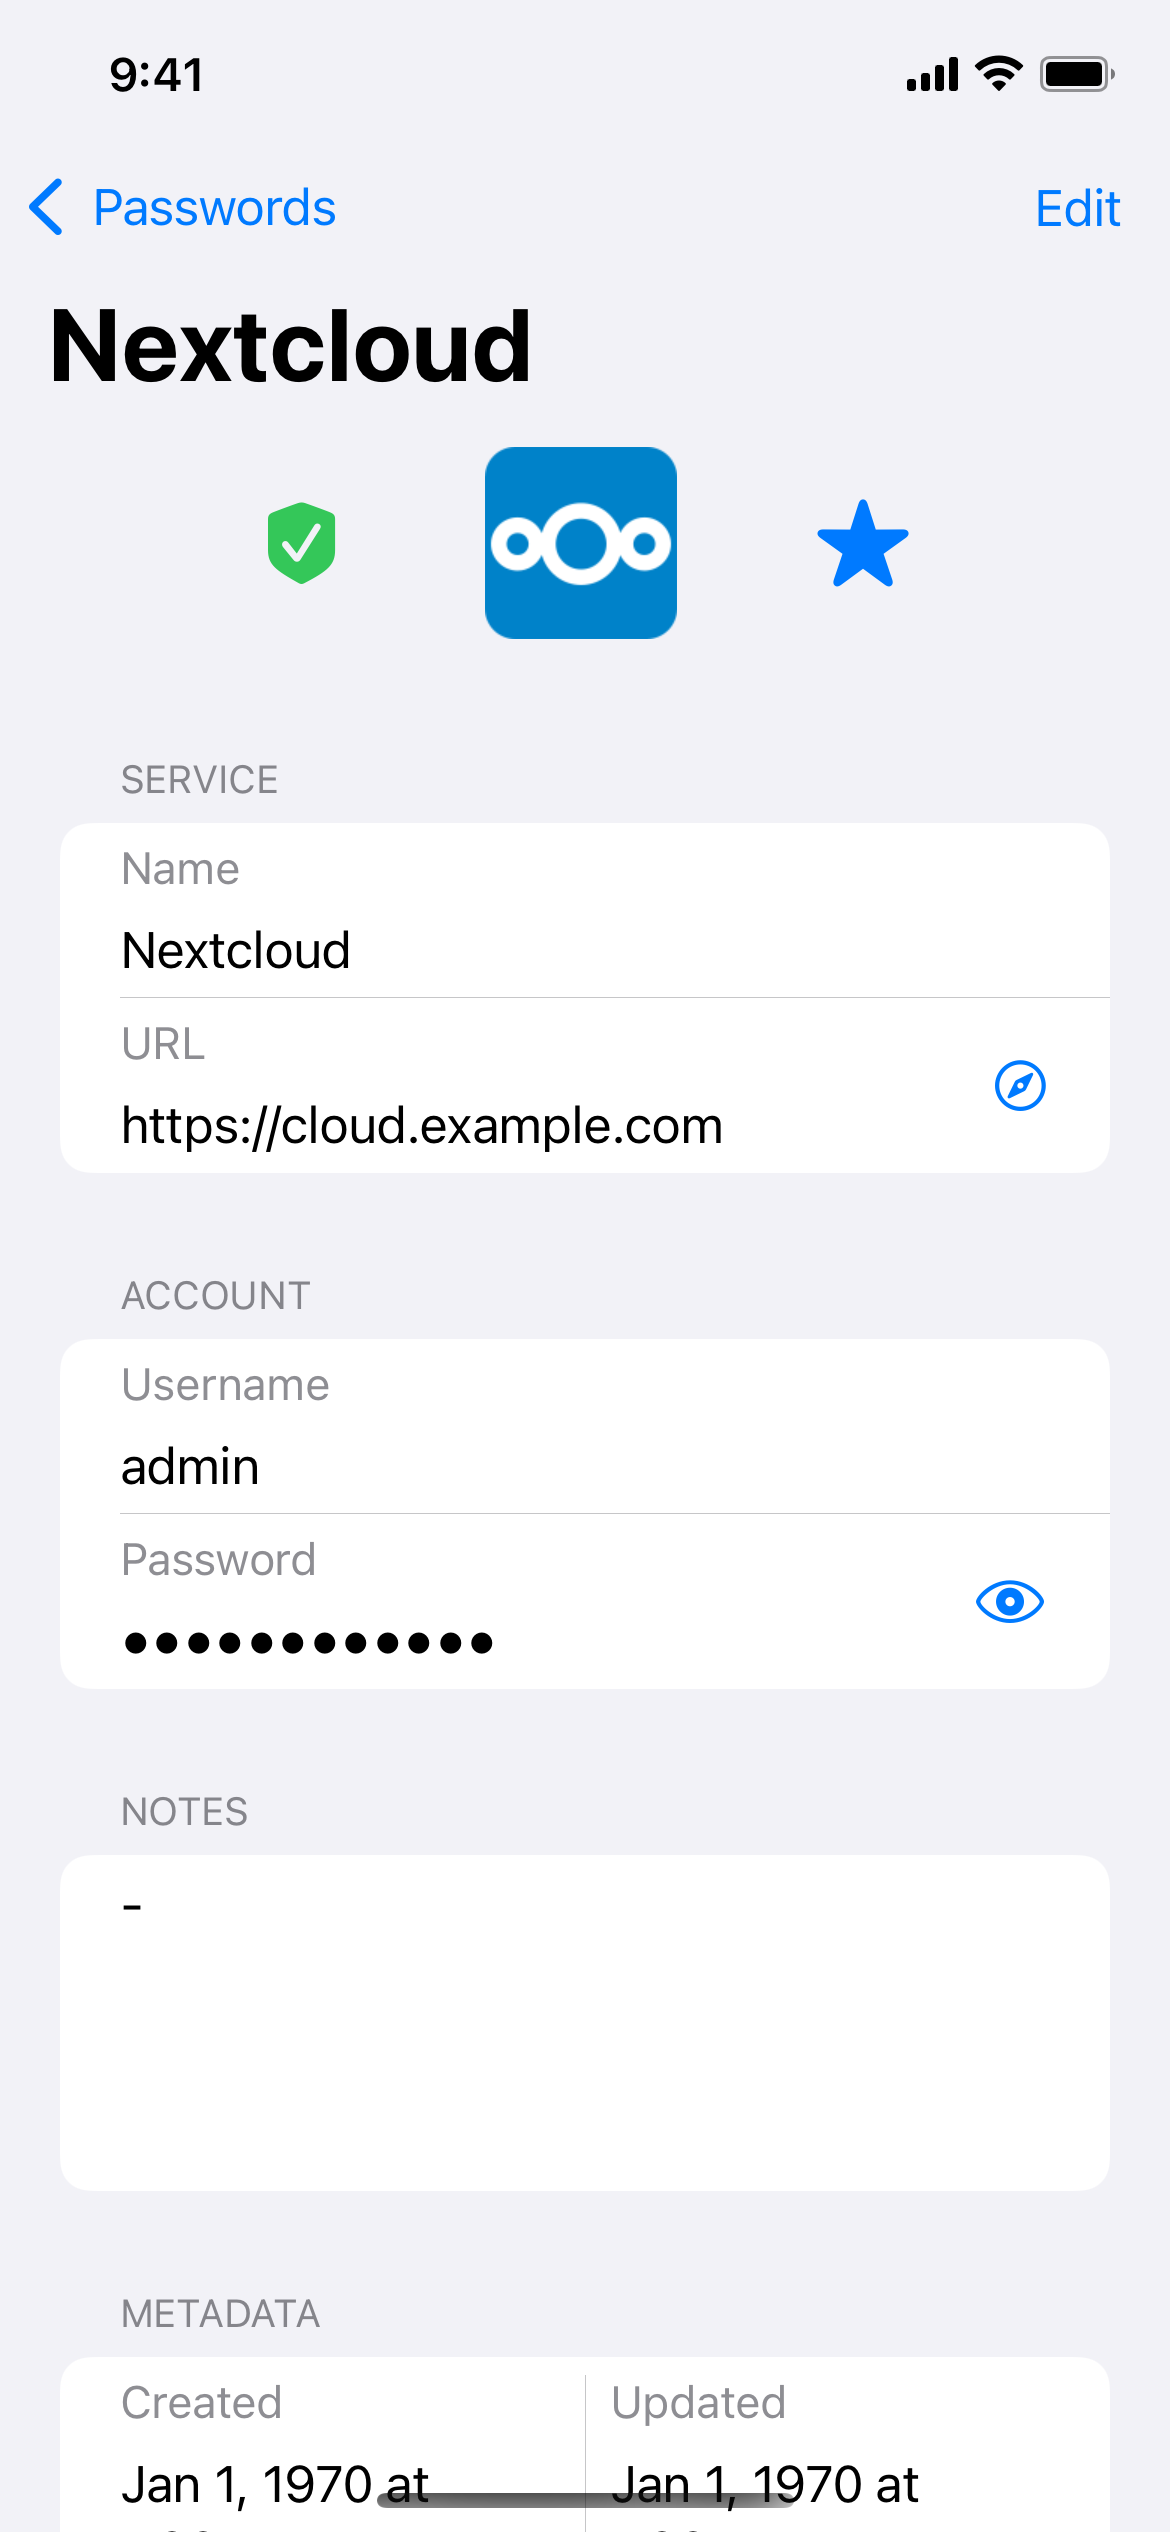 9:41
Passwords
Edit
Nextcloud
SERVICE
Name
Nextcloud
URL
https://cloud.example.com
ACCOUNT
Username
admin
Password
●●●●●●●●●●●●
NOTES
-
METADATA
Created
Updated
Jan 1, 1970 at
Jan 1, 1970 at